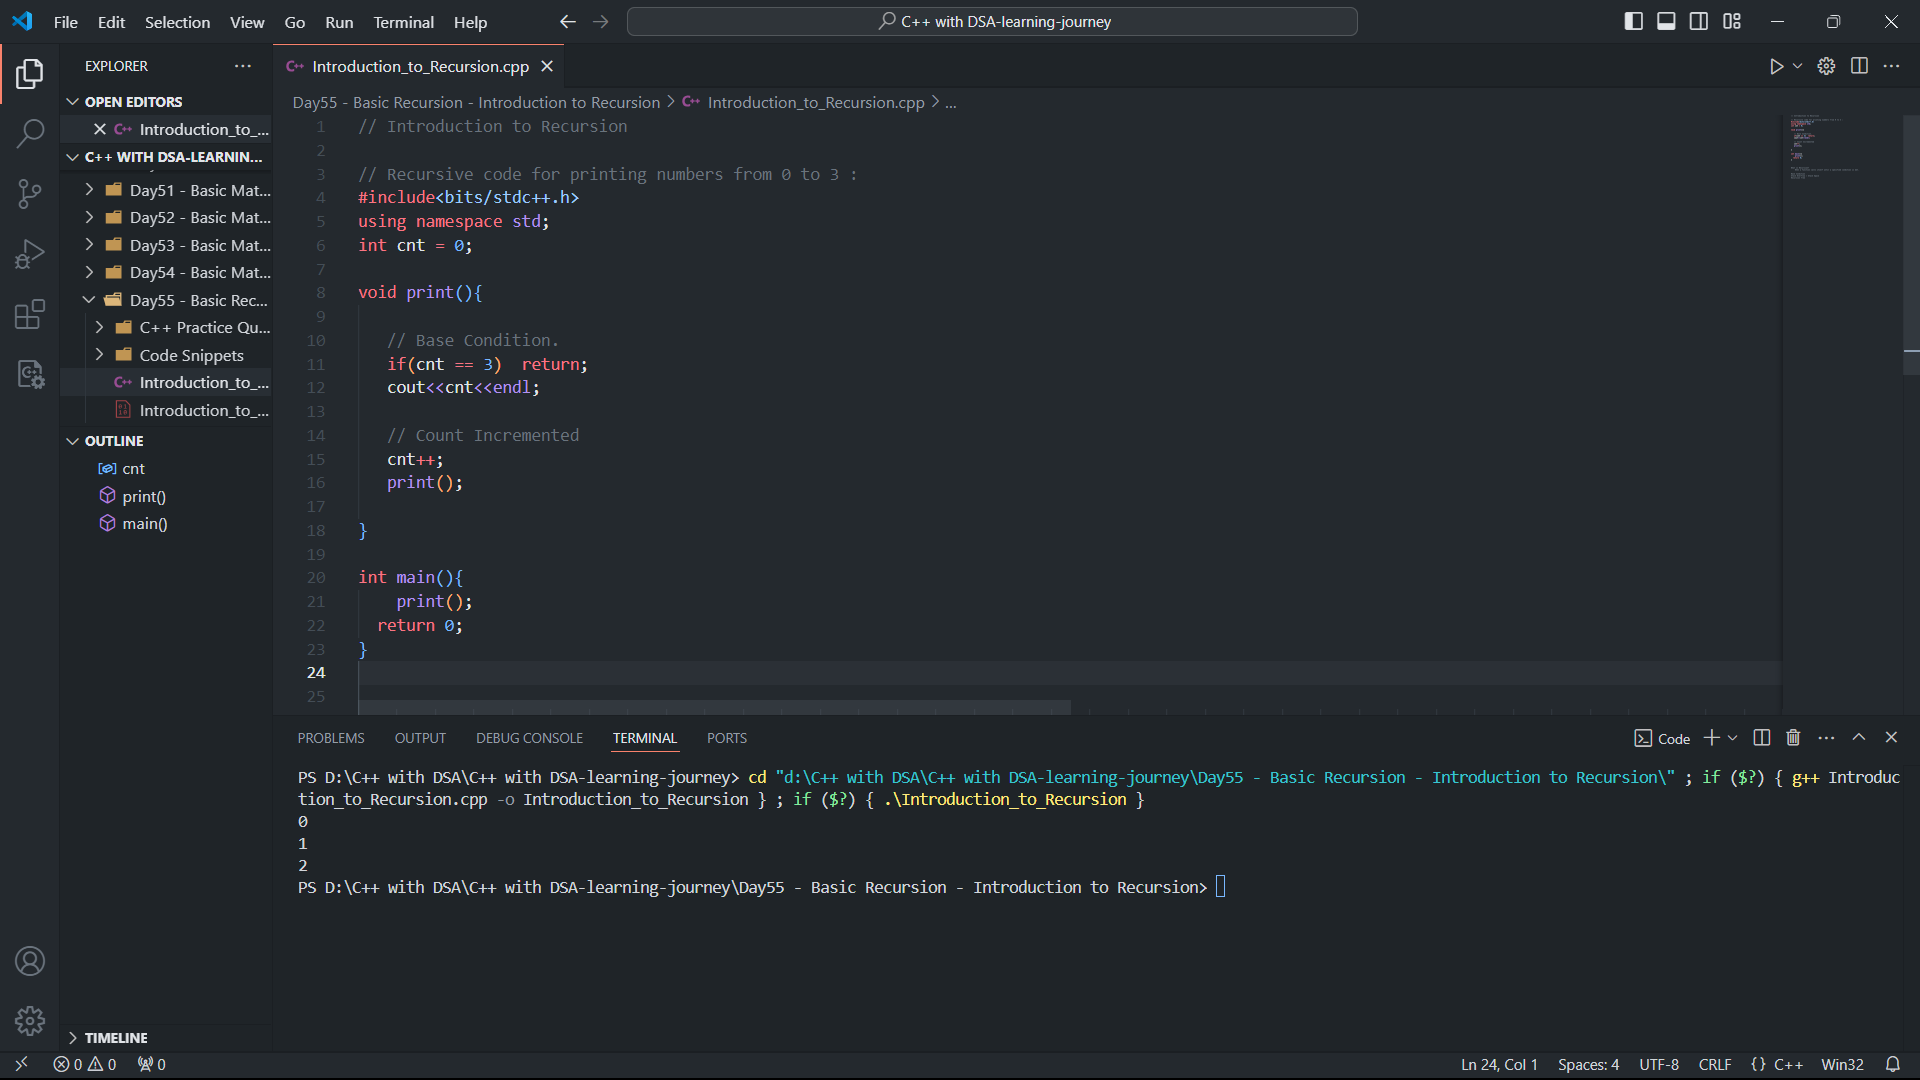 File Edit Selection View Go Run Terminal Help
C++ with DSA-learning-journey
EXPLORER
OPEN EDITORS
Introduction_to_...
C++ WITH DSA-LEARNIN...
Day51 - Basic Mat...
Day52 - Basic Mat...
Day53 - Basic Mat...
Day54 - Basic Mat...
Day55 - Basic Rec...
C++ Practice Qu...
Code Snippets
Introduction_to_...
Introduction_to_...
OUTLINE
cnt
print()
main()
TIMELINE
Introduction_to_Recursion.cpp
Day55 - Basic Recursion - Introduction to Recursion > Introduction_to_Recursion.cpp > ...
1 // Introduction to Recursion
2
3 // Recursive code for printing numbers from 0 to 3 :
4 #include<bits/stdc++.h>
5 using namespace std;
6 int cnt = 0;
7
8 void print(){
9
10 // Base Condition.
11 if(cnt == 3)  return;
12 cout<<cnt<<endl;
13
14 // Count Incremented
15 cnt++;
16 print();
17
18 }
19
20 int main(){
21 print();
22 return 0;
23 }
24
25
PROBLEMS OUTPUT DEBUG CONSOLE TERMINAL PORTS
Code
PS D:\C++ with DSA\C++ with DSA-learning-journey> cd "d:\C++ with DSA\C++ with DSA-learning-journey\Day55 - Basic Recursion - Introduction to Recursion\" ; if ($?) { g++ Introduc
tion_to_Recursion.cpp -o Introduction_to_Recursion } ; if ($?) { .\Introduction_to_Recursion }
0
1
2
PS D:\C++ with DSA\C++ with DSA-learning-journey\Day55 - Basic Recursion - Introduction to Recursion>
0 0 0
Ln 24, Col 1 Spaces: 4 UTF-8 CRLF {} C++ Win32